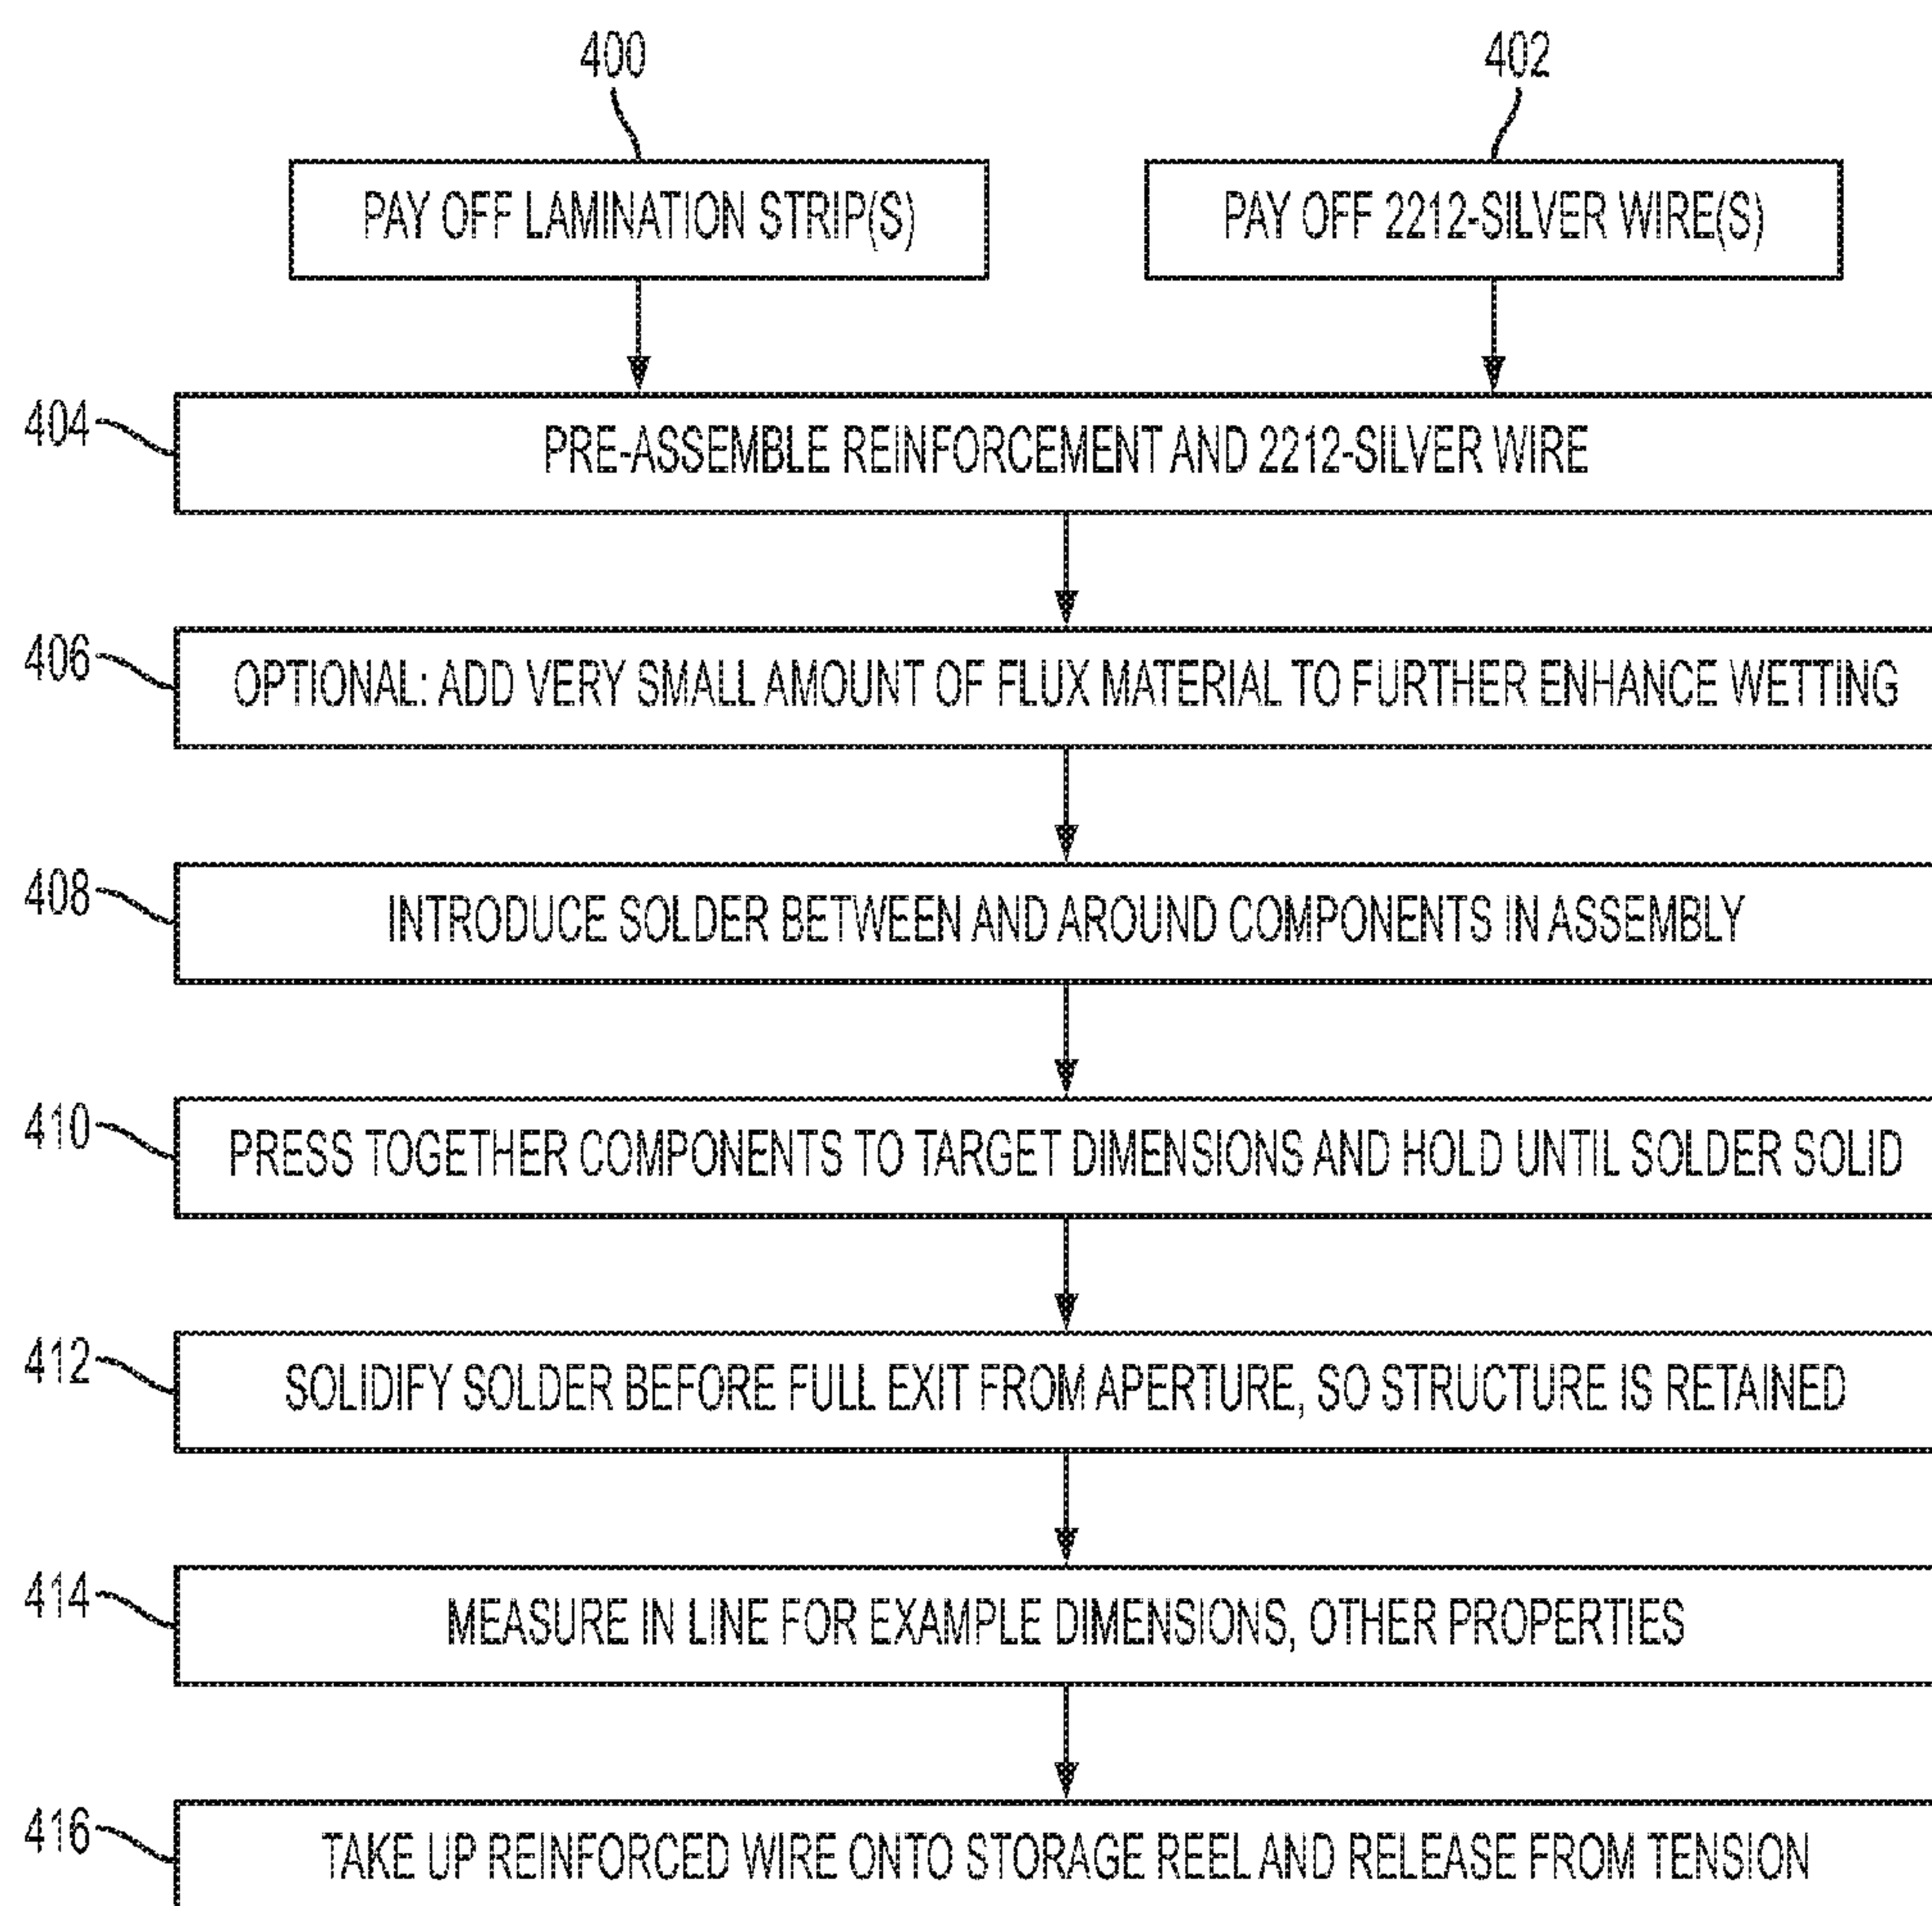 400
402
PAY OFF LAMINATION STRIP(S)
PAY OFF 2212-SILVER WIRE(S)
404
PRE-ASSEMBLE REINFORCEMENT AND 2212-SILVER WIRE
406
OPTIONAL: ADD VERY SMALL AMOUNT OF FLUX MATERIAL TO FURTHER ENHANCE WETTING
408
INTRODUCE SOLDER BETWEEN AND AROUND COMPONENTS IN ASSEMBLY
410
PRESS TOGETHER COMPONENTS TO TARGET DIMENSIONS AND HOLD UNTIL SOLDER SOLID
412
SOLIDIFY SOLDER BEFORE FULL EXIT FROM APERTURE, SO STRUCTURE IS RETAINED
414
MEASURE IN LINE FOR EXAMPLE DIMENSIONS, OTHER PROPERTIES
416
TAKE UP REINFORCED WIRE ONTO STORAGE REEL AND RELEASE FROM TENSION